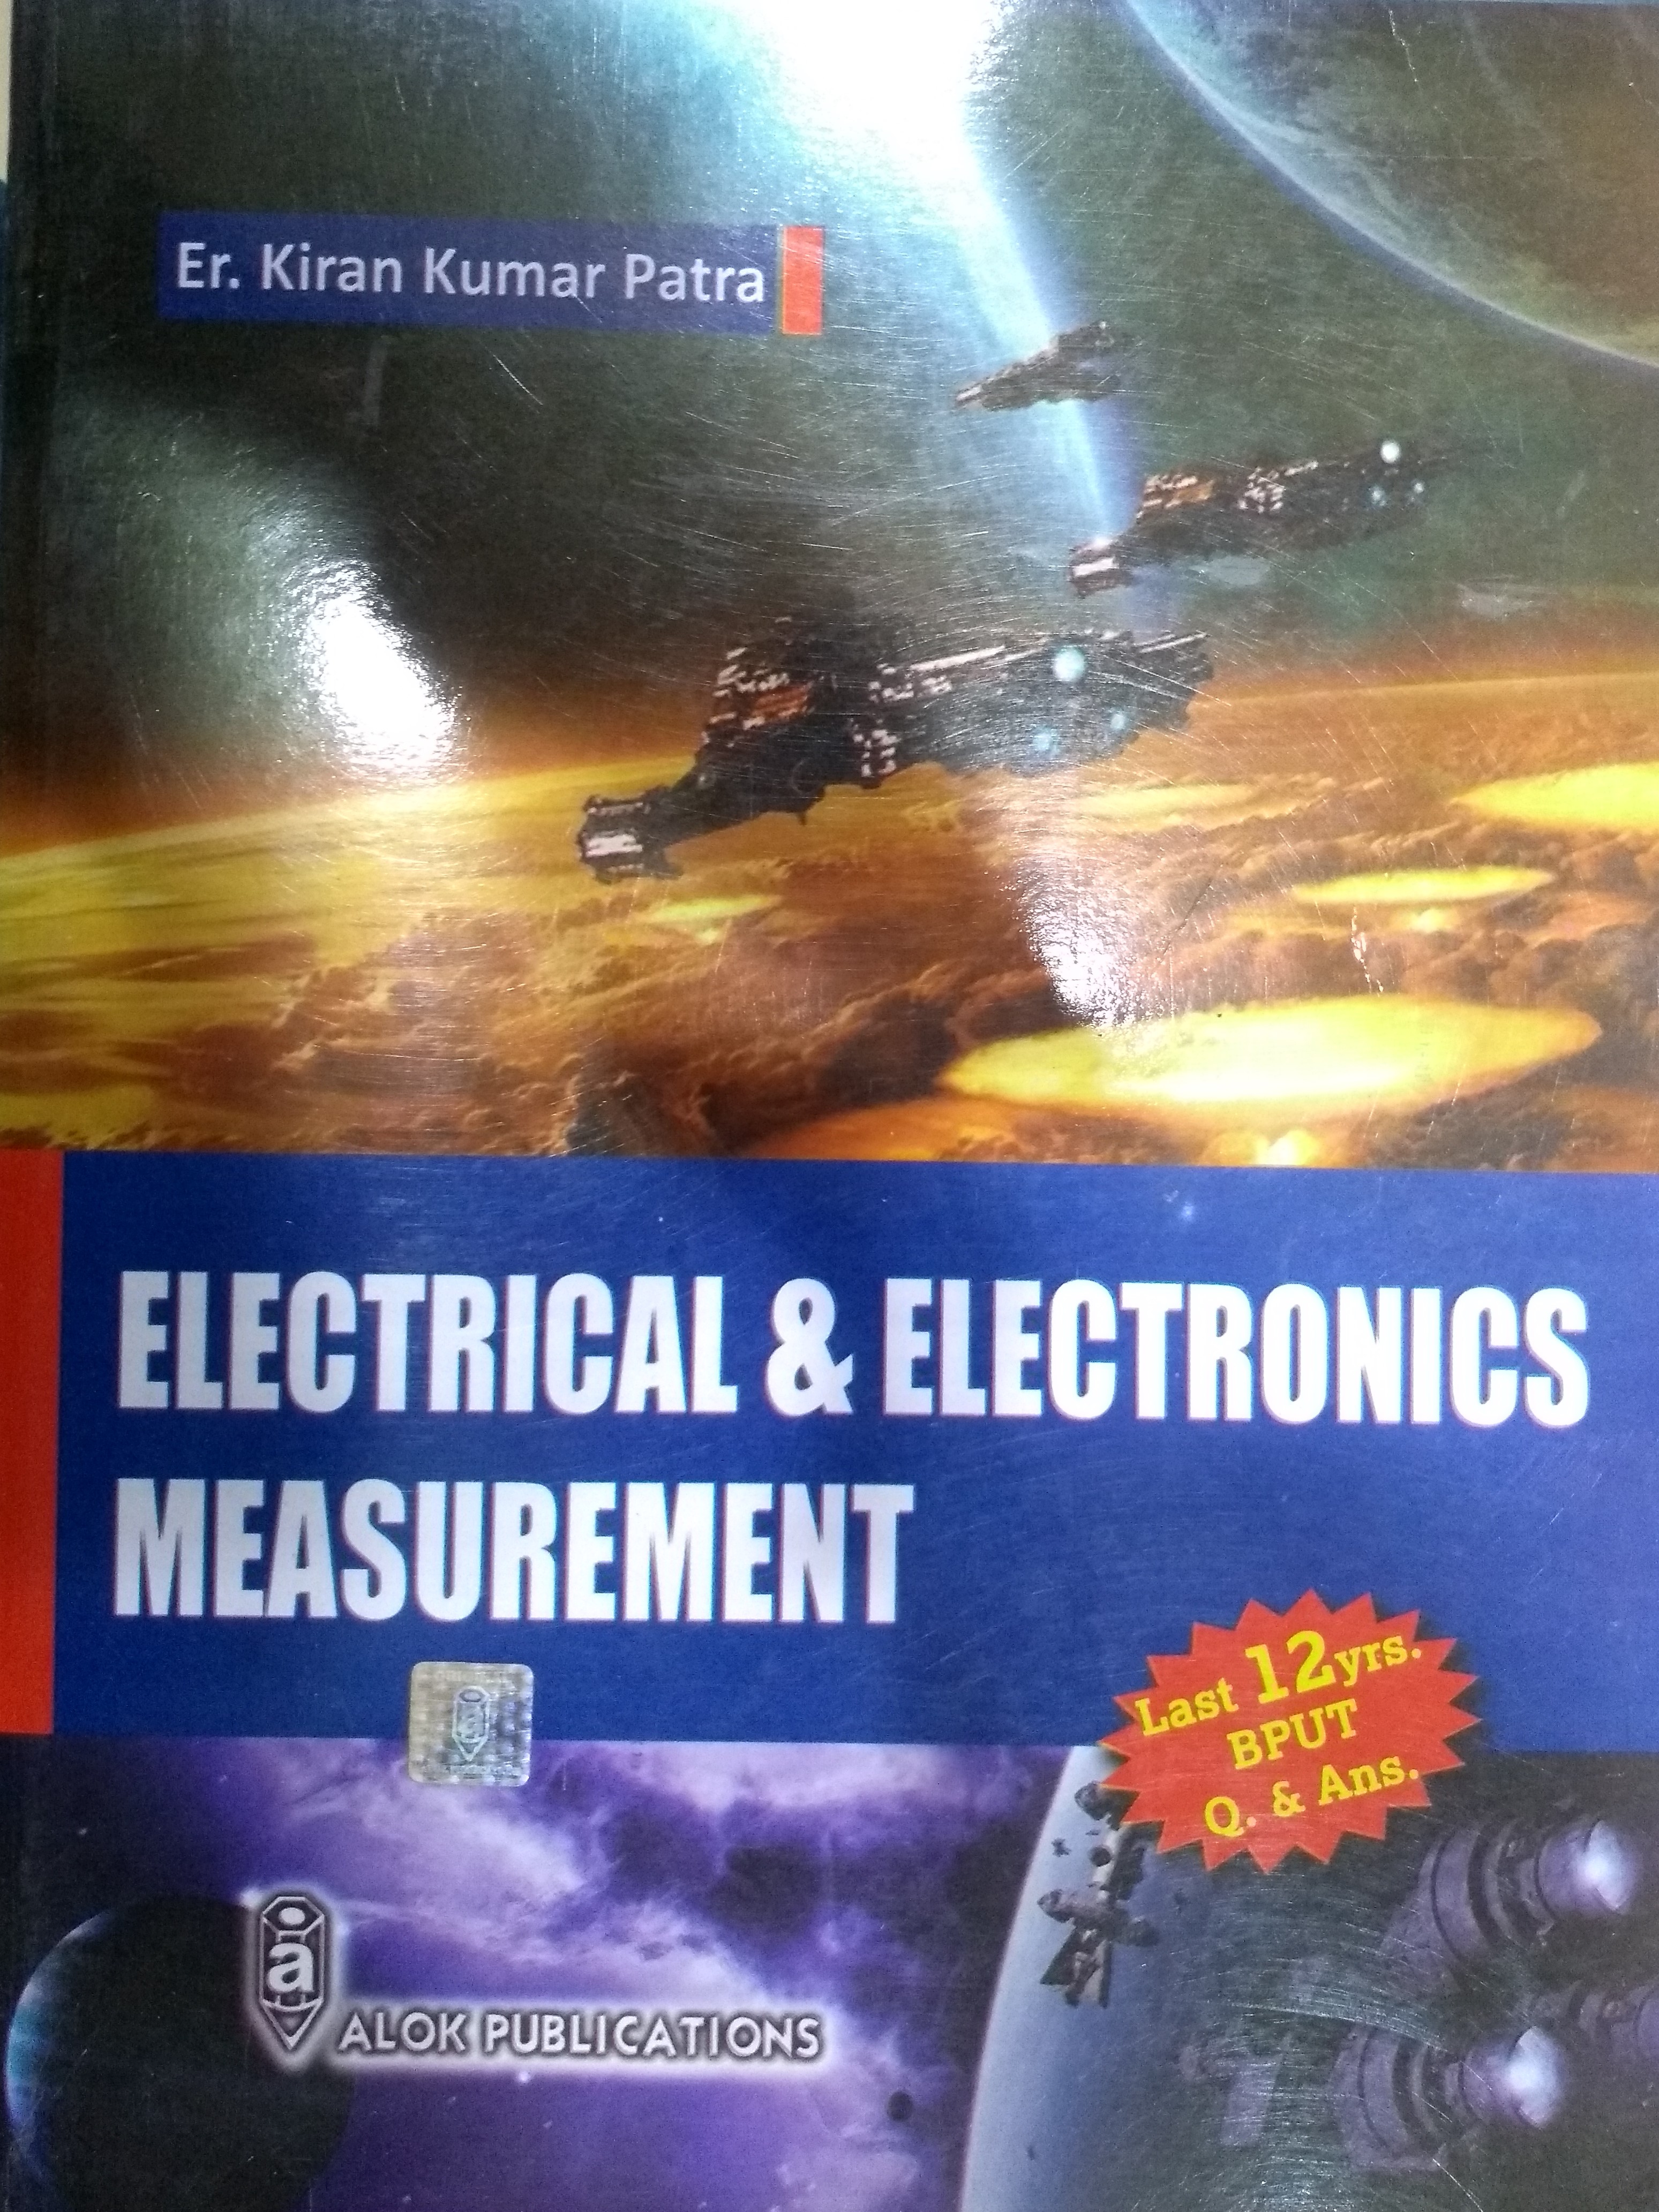 Er. Kiran Kumar Patra
ELECTRICAL & ELECTRONICS
MEASUREMENT
Last 12yrs.
BPUT
Q. & Ans.
a
a
ALOK PUBLICATIONS